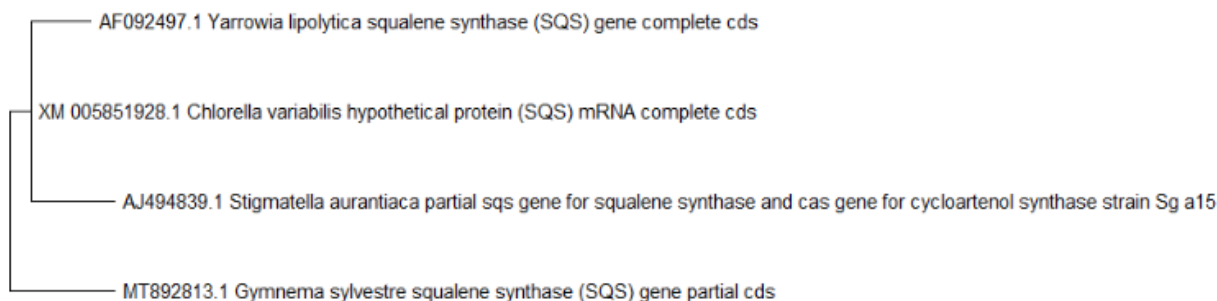 AF092497.1 Yarrowia lipolytica squalene synthase (SQS) gene complete cds
XM 005851928.1 Chlorella variabilis hypothetical protein (SQS) mRNA complete cds
AJ494839.1 Stigmatella aurantiaca partial sqs gene for squalene synthase and cas gene for cycloartenol synthase strain Sg a15
MT892813.1 Gymnema sylvestre squalene synthase (SQS) gene partial cds